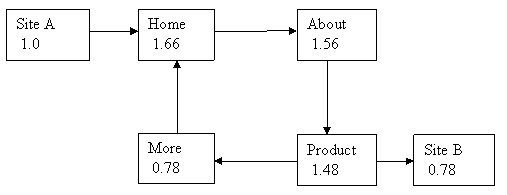 Site A
1.0
Home
1.66
About
1.56
More
0.78
Product
1.48
Site B
0.78